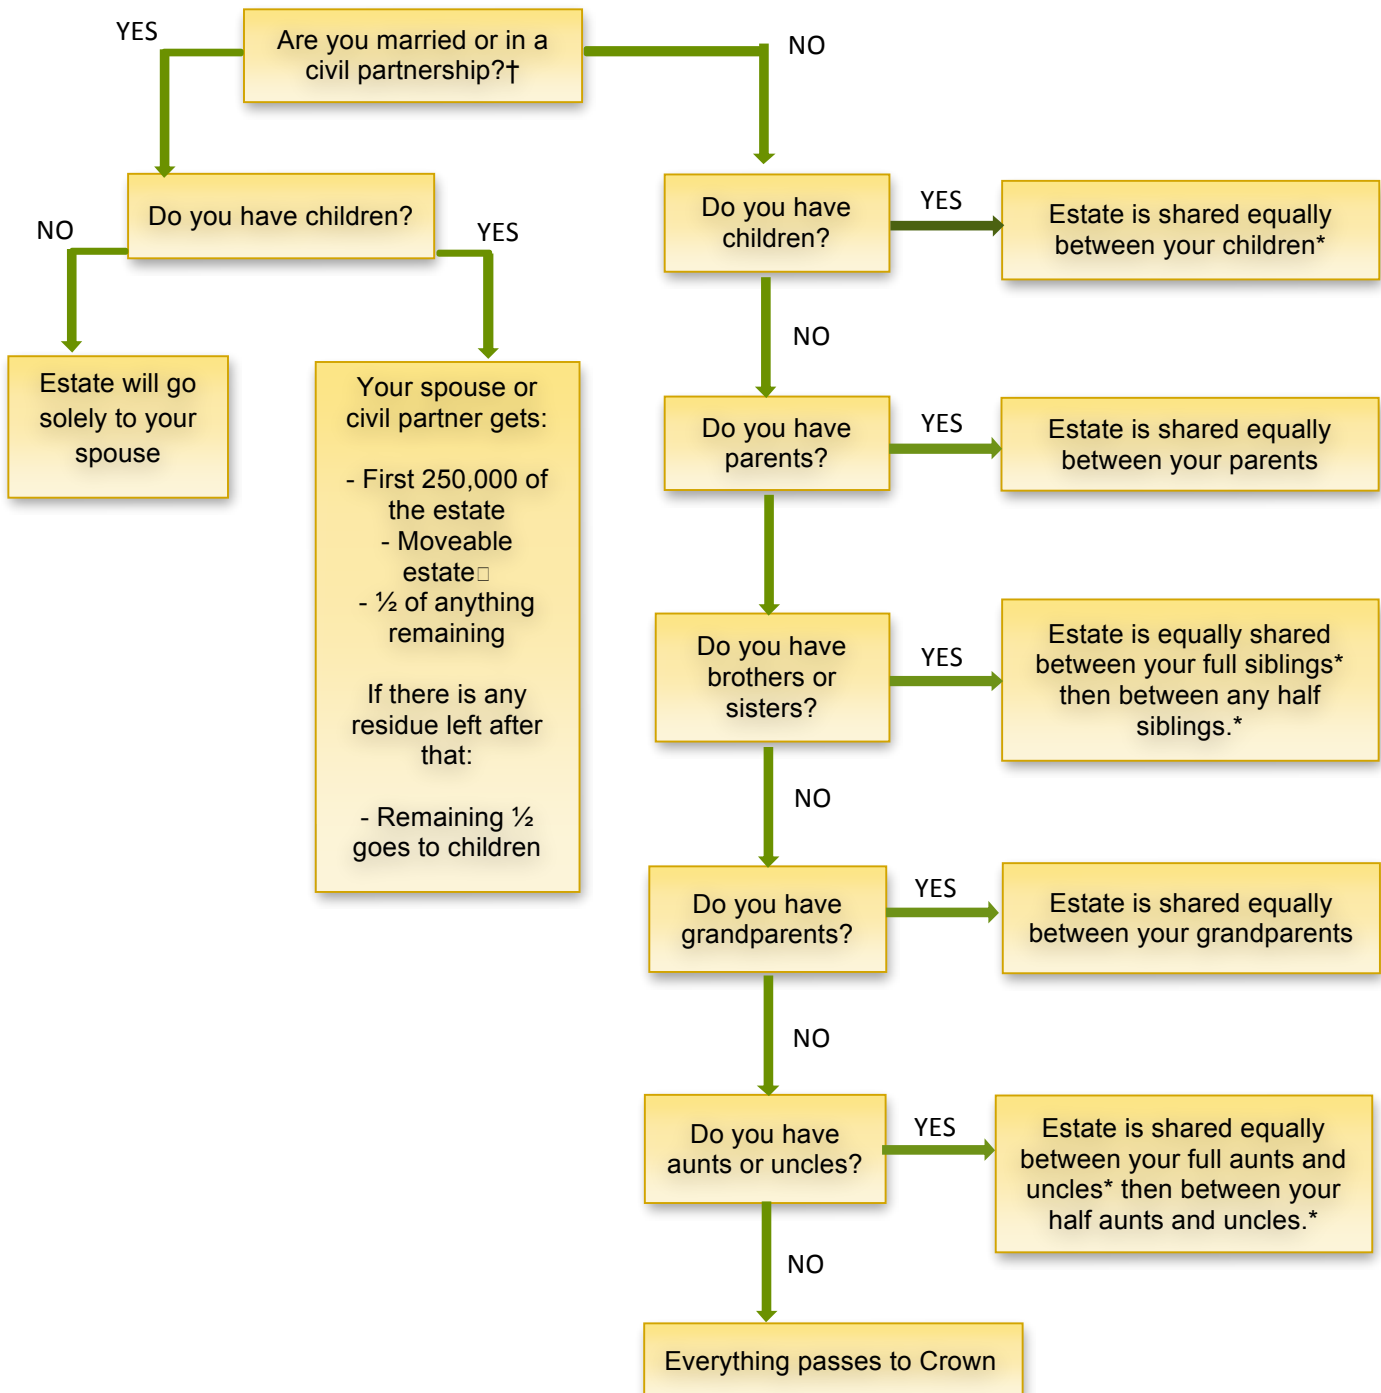 YES
Are you married or in a
civil partnership?†
NO
Do you have children?
NO
YES
Estate will go
solely to your
spouse
Your spouse or
civil partner gets:
- First 250,000 of
the estate
- Moveable
estate□
- ½ of anything
remaining
If there is any
residue left after
that:
- Remaining ½
goes to children
Do you have
children?
YES
Estate is shared equally
between your children*
NO
Do you have
parents?
YES
Estate is shared equally
between your parents
Do you have
brothers or
sisters?
YES
Estate is equally shared
between your full siblings*
then between any half
siblings.*
NO
Do you have
grandparents?
YES
Estate is shared equally
between your grandparents
NO
Do you have
aunts or uncles?
YES
Estate is shared equally
between your full aunts and
uncles* then between your
half aunts and uncles.*
NO
Everything passes to Crown